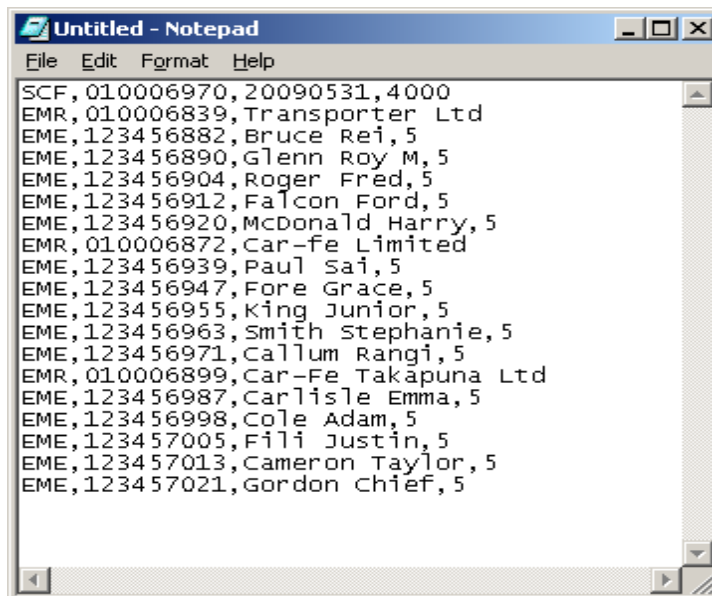 Untitled - Notepad
File Edit Format Help
SCF,010006970,20090531,4000
EMR,010006839,Transporter Ltd
EME,123456882,Bruce Rei,5
EME,123456890,Glenn Roy M,5
EME,123456904,Roger Fred,5
EME,123456912,Falcon Ford,5
EME,123456920,McDonald Harry,5
EMR,010006872,Car-fe Limited
EME,123456939,Paul Sai,5
EME,123456947,Fore Grace,5
EME,123456955,King Junior,5
EME,123456963,Smith Stephanie,5
EME,123456971,Callum Rangi,5
EMR,010006899,Car-Fe Takapuna Ltd
EME,123456987,Carlisle Emma,5
EME,123456998,Cole Adam,5
EME,123457005,Fili Justin,5
EME,123457013,Cameron Taylor,5
EME,123457021,Gordon Chief,5